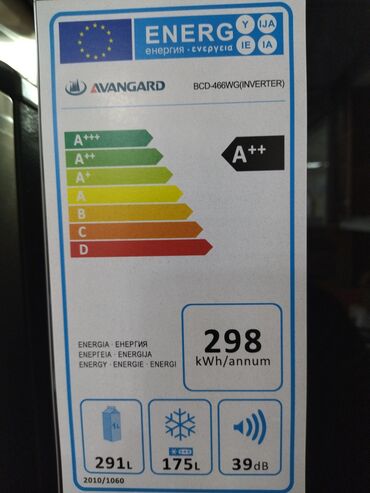 ENERG Y IJA IE IA
енергия · ενεργεια
AVANGARD BCD-466WG(INVERTER)
A+++
A++
A+
A
B
C
D
A++
ENERGIA · ЕНЕРГИЯ
ΕΝΕΡΓΕΙΑ · ENERGIJA
ENERGY · ENERGIE · ENERGI
298
kWh/annum
1L
291L
175L
39dB
2010/1060